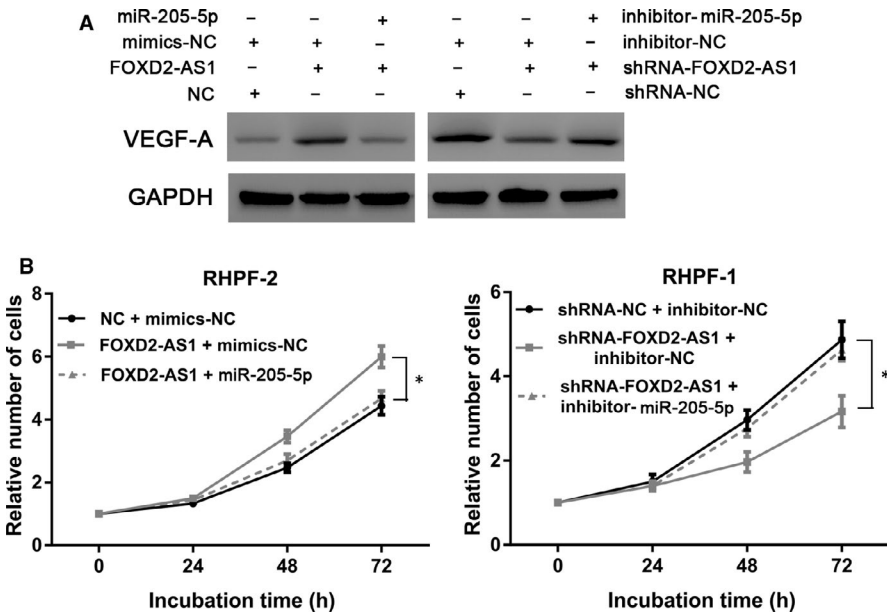 A
miR-205-5p – – + – – + inhibitor- miR-205-5p
mimics-NC + + – + + – inhibitor-NC
FOXD2-AS1 – + + – + + shRNA-FOXD2-AS1
NC + – – + – – shRNA-NC
VEGF-A
GAPDH
B
RHPF-2
Relative number of cells
8
6
4
2
0
NC + mimics-NC
FOXD2-AS1 + mimics-NC
FOXD2-AS1 + miR-205-5p
*
0 24 48 72
Incubation time (h)
RHPF-1
Relative number of cells
6
4
2
0
shRNA-NC + inhibitor-NC
shRNA-FOXD2-AS1 +
inhibitor-NC
shRNA-FOXD2-AS1 +
inhibitor- miR-205-5p
*
0 24 48 72
Incubation time (h)